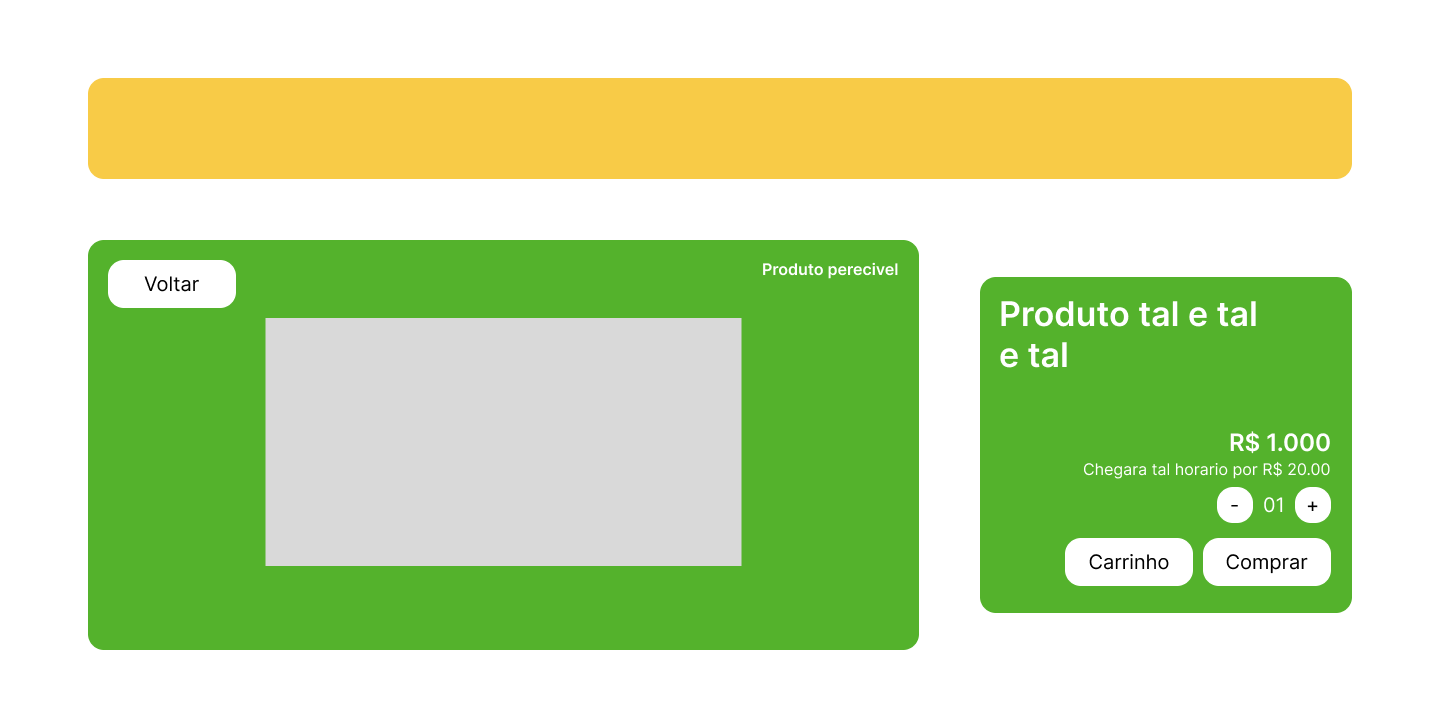 Voltar
Produto perecivel
Produto tal e tal
e tal
R$ 1.000
Chegara tal horario por R$ 20.00
- 01 +
Carrinho
Comprar